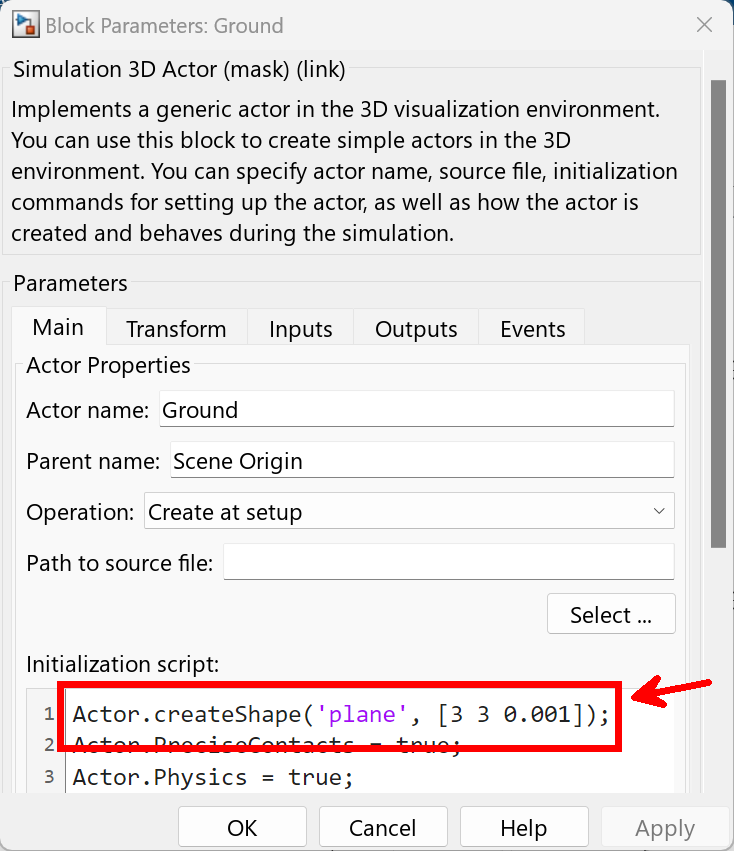 Block Parameters: Ground
Simulation 3D Actor (mask) (link)
Implements a generic actor in the 3D visualization environment.
You can use this block to create simple actors in the 3D
environment. You can specify actor name, source file, initialization
commands for setting up the actor, as well as how the actor is
created and behaves during the simulation.
Parameters
Main Transform Inputs Outputs Events
Actor Properties
Actor name: Ground
Parent name: Scene Origin
Operation: Create at setup
Path to source file:
Select ...
Initialization script:
1 Actor.createShape('plane', [3 3 0.001]);
2 Actor.PreciseContacts = true;
3 Actor.Physics = true;
OK Cancel Help Apply